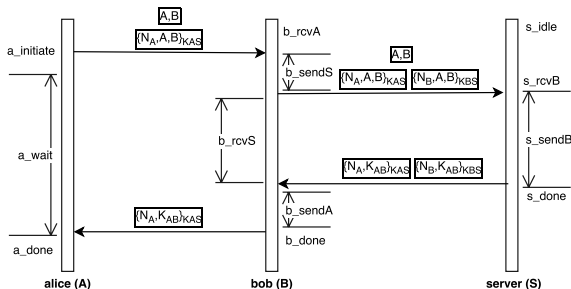 A,B
b_rcvA
s_idle
{N_A,A,B}_KAS
a_initiate
A,B
b_sendS
{N_A,A,B}_KAS {N_B,A,B}_KBS
s_rcvB
b_rcvS
s_sendB
a_wait
{N_A,K_AB}_KAS {N_B,K_AB}_KBS
s_done
b_sendA
{N_A,K_AB}_KAS
b_done
a_done
alice (A) bob (B) server (S)